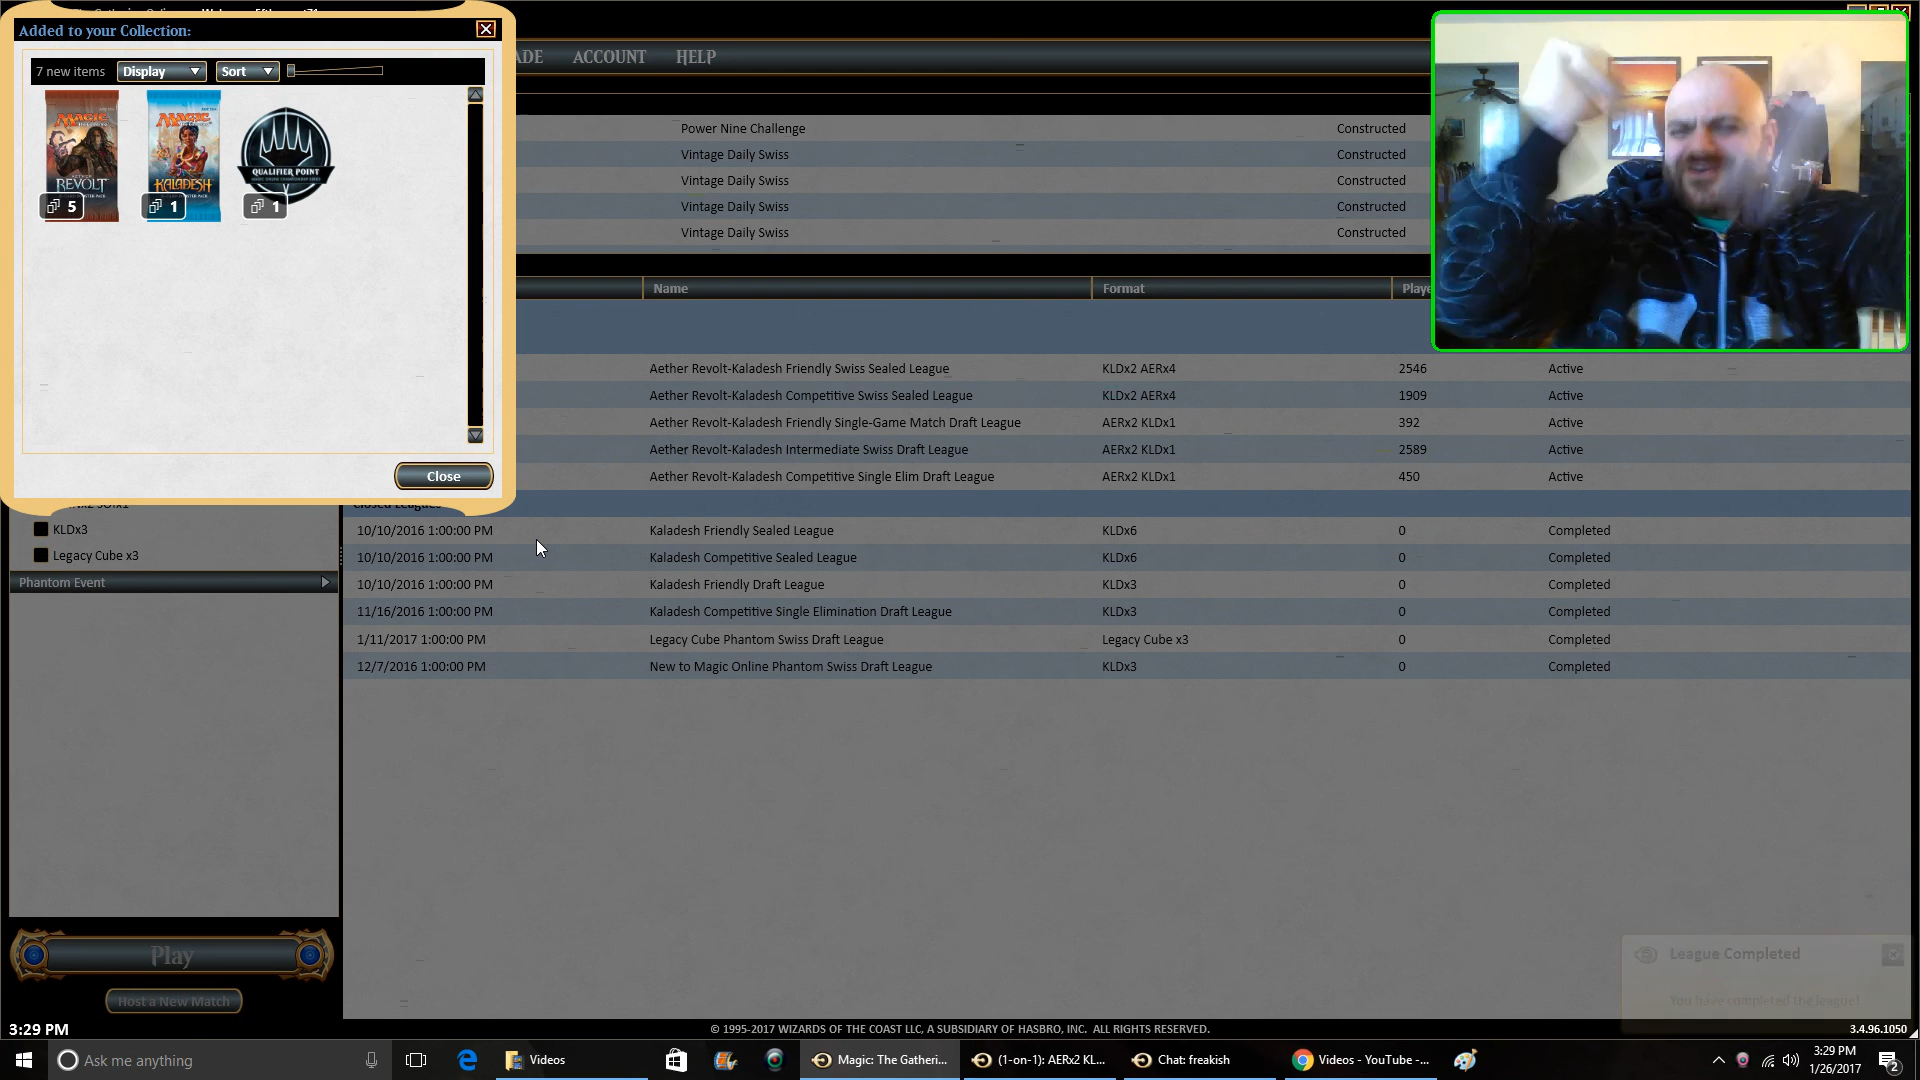 Added to your Collection:
7 new items
Display
Sort
MAGIC
AETHER
REVOLT
5
MAGIC
KALADESH
1
QUALIFIER POINT
1
Close
ADE
ACCOUNT
HELP
Power Nine Challenge Constructed
Vintage Daily Swiss Constructed
Vintage Daily Swiss Constructed
Vintage Daily Swiss Constructed
Vintage Daily Swiss Constructed
Name Format Playe
Aether Revolt-Kaladesh Friendly Swiss Sealed League KLDx2 AERx4 2546 Active
Aether Revolt-Kaladesh Competitive Swiss Sealed League KLDx2 AERx4 1909 Active
Aether Revolt-Kaladesh Friendly Single-Game Match Draft League AERx2 KLDx1 392 Active
Aether Revolt-Kaladesh Intermediate Swiss Draft League AERx2 KLDx1 2589 Active
Aether Revolt-Kaladesh Competitive Single Elim Draft League AERx2 KLDx1 450 Active
Closed Leagues
10/10/2016 1:00:00 PM Kaladesh Friendly Sealed League KLDx6 0 Completed
10/10/2016 1:00:00 PM Kaladesh Competitive Sealed League KLDx6 0 Completed
10/10/2016 1:00:00 PM Kaladesh Friendly Draft League KLDx3 0 Completed
11/16/2016 1:00:00 PM Kaladesh Competitive Single Elimination Draft League KLDx3 0 Completed
1/11/2017 1:00:00 PM Legacy Cube Phantom Swiss Draft League Legacy Cube x3 0 Completed
12/7/2016 1:00:00 PM New to Magic Online Phantom Swiss Draft League KLDx3 0 Completed
KLDx3
Legacy Cube x3
Phantom Event
Play
Host a New Match
League Completed
You have completed the league!
3:29 PM
© 1995-2017 WIZARDS OF THE COAST LLC, A SUBSIDIARY OF HASBRO, INC. ALL RIGHTS RESERVED.
3.4.96.1050
Ask me anything
Videos
Magic: The Gatheri...
(1-on-1): AERx2 KL...
Chat: freakish
Videos - YouTube -...
3:29 PM
1/26/2017
2